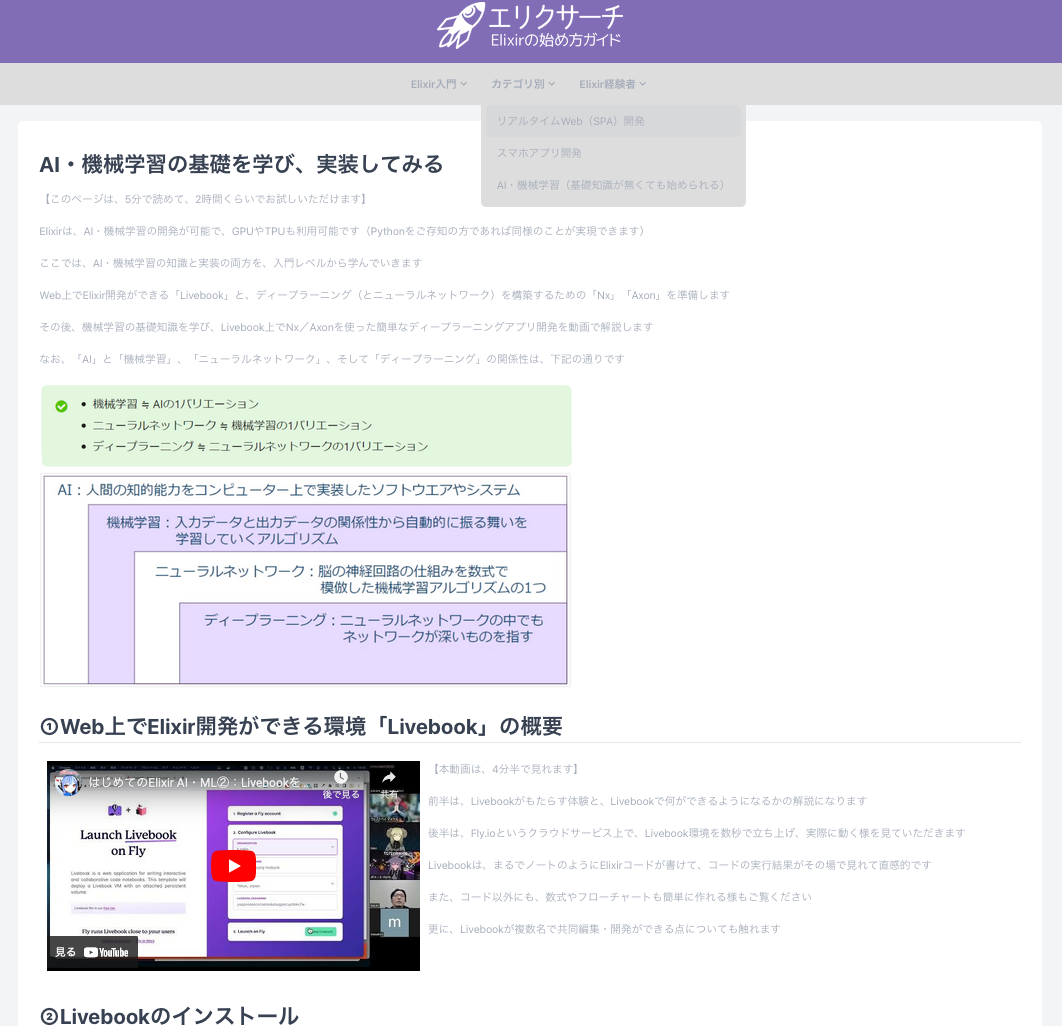 エリクサーチ
Elixirの始め方ガイド
Elixir入門
カテゴリ別
Elixir経験者
リアルタイムWeb（SPA）開発
スマホアプリ開発
AI・機械学習（基礎知識が無くても始められる）
AI・機械学習の基礎を学び、実装してみる
【このページは、5分で読めて、2時間くらいでお試しいただけます】
Elixirは、AI・機械学習の開発が可能で、GPUやTPUも利用可能です（Pythonをご存知の方であれば同様のことが実現できます）
ここでは、AI・機械学習の知識と実装の両方を、入門レベルから学んでいきます
Web上でElixir開発ができる「Livebook」と、ディープラーニング（とニューラルネットワーク）を構築するための「Nx」「Axon」を準備します
その後、機械学習の基礎知識を学び、Livebook上でNx／Axonを使った簡単なディープラーニングアプリ開発を動画で解説します
なお、「AI」と「機械学習」、「ニューラルネットワーク」、そして「ディープラーニング」の関係性は、下記の通りです
• 機械学習 ≒ AIの1バリエーション
• ニューラルネットワーク ≒ 機械学習の1バリエーション
• ディープラーニング ≒ ニューラルネットワークの1バリエーション
AI：人間の知的能力をコンピューター上で実装したソフトウエアやシステム
機械学習：入力データと出力データの関係性から自動的に振る舞いを
学習していくアルゴリズム
ニューラルネットワーク：脳の神経回路の仕組みを数式で
模倣した機械学習アルゴリズムの1つ
ディープラーニング：ニューラルネットワークの中でも
ネットワークが深いものを指す
①Web上でElixir開発ができる環境「Livebook」の概要
はじめてのElixir AI・ML②：Livebookを...
後で見る
共有
Launch Livebook
on Fly
Livebook is a web application for writing interactive
and collaborative code notebooks. This template will
deploy a Livebook VM with an attached persistent
volume.
Fly runs Livebook close to your users
1. Register a Fly account
2. Configure Livebook
3. Launch on Fly
m
見る
YouTube
【本動画は、4分半で見れます】
前半は、Livebookがもたらす体験と、Livebookで何ができるようになるかの解説になります
後半は、Fly.ioというクラウドサービス上で、Livebook環境を数秒で立ち上げ、実際に動く様を見ていただきます
Livebookは、まるでノートのようにElixirコードが書けて、コードの実行結果がその場で見れて直感的です
また、コード以外にも、数式やフローチャートも簡単に作れる様もご覧ください
更に、Livebookが複数名で共同編集・開発ができる点についても触れます
②Livebookのインストール